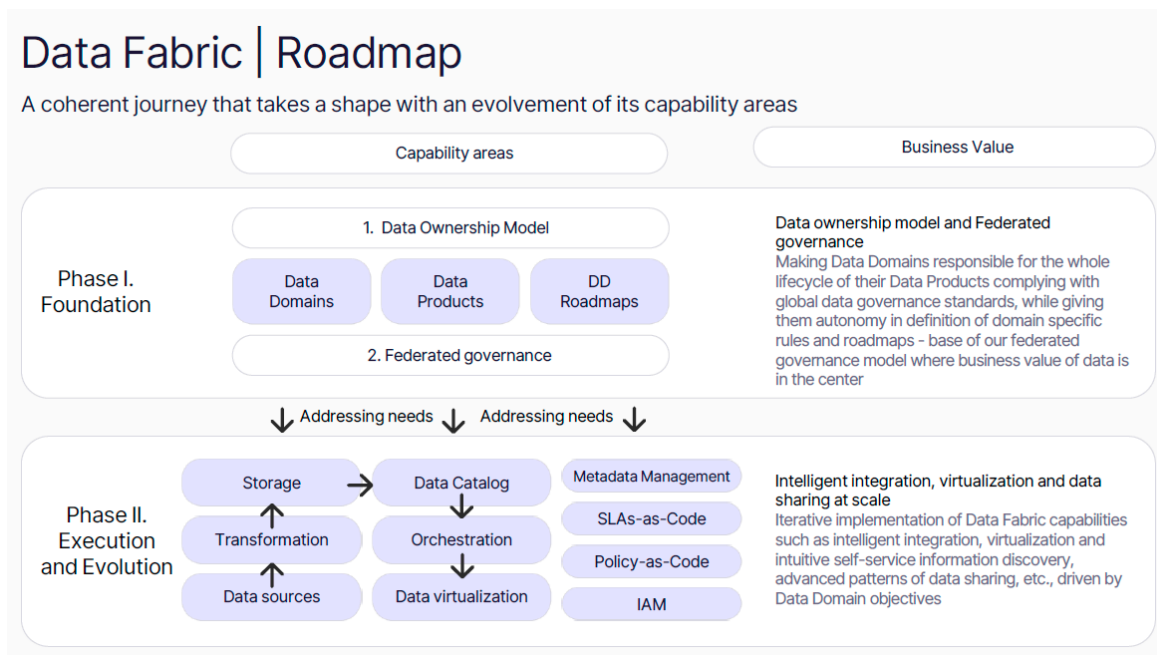 Data Fabric | Roadmap
A coherent journey that takes a shape with an evolvement of its capability areas
Capability areas
Business Value
Phase I.
Foundation
1. Data Ownership Model
Data
Domains
Data
Products
DD
Roadmaps
2. Federated governance
Data ownership model and Federated
governance
Making Data Domains responsible for the whole
lifecycle of their Data Products complying with
global data governance standards, while giving
them autonomy in definition of domain specific
rules and roadmaps - base of our federated
governance model where business value of data is
in the center
Addressing needs
Addressing needs
Phase II.
Execution
and Evolution
Storage
Data Catalog
Transformation
Orchestration
Data sources
Data virtualization
Metadata Management
SLAs-as-Code
Policy-as-Code
IAM
Intelligent integration, virtualization and data
sharing at scale
Iterative implementation of Data Fabric capabilities
such as intelligent integration, virtualization and
intuitive self-service information discovery,
advanced patterns of data sharing, etc., driven by
Data Domain objectives